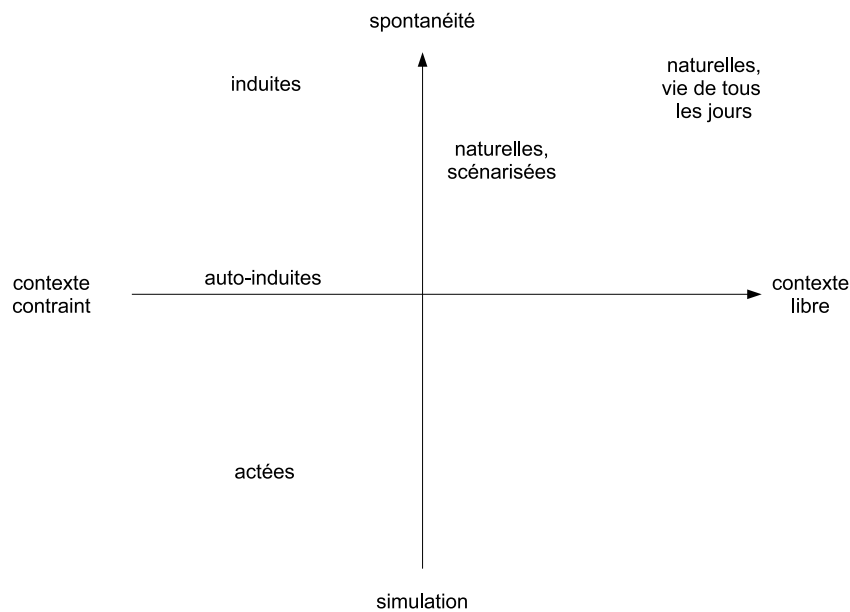 spontanéité
induites
naturelles,
vie de tous
les jours
naturelles,
scénarisées
auto-induites
contexte
contraint
contexte
libre
actées
simulation